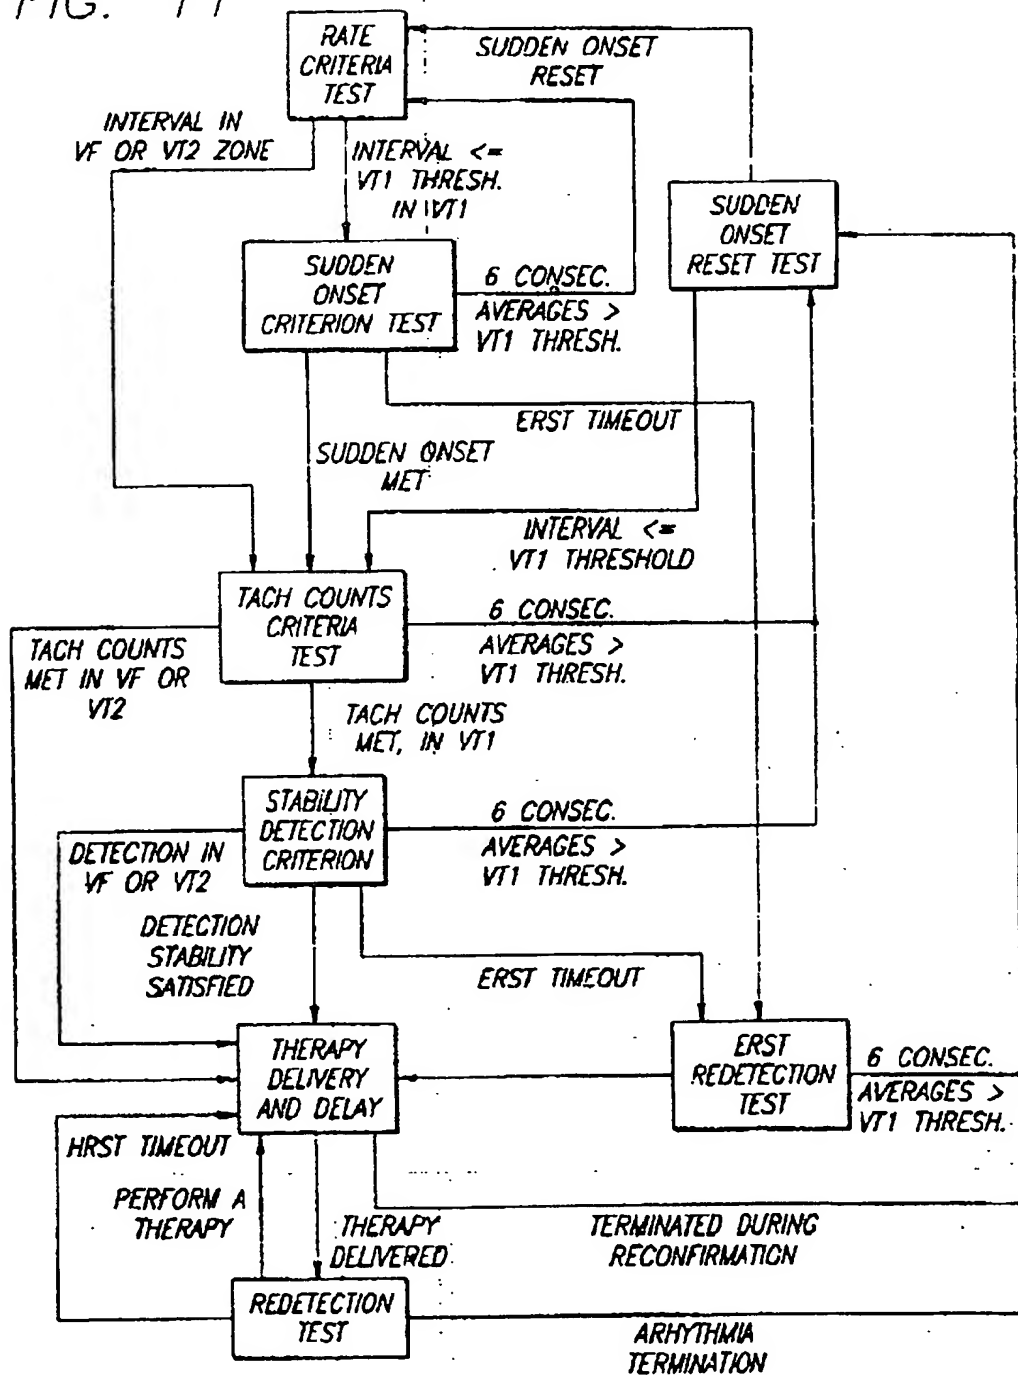 FIG. 11
RATE
CRITERIA
TEST
SUDDEN ONSET
RESET
INTERVAL IN
VF OR VT2 ZONE
INTERVAL <=
VT1 THRESH.
IN VT1
SUDDEN
ONSET
RESET TEST
SUDDEN
ONSET
CRITERION TEST
6 CONSEC.
AVERAGES >
VT1 THRESH.
ERST TIMEOUT
SUDDEN ONSET
MET
INTERVAL <=
VT1 THRESHOLD
TACH COUNTS
CRITERIA
TEST
6 CONSEC.
AVERAGES >
VT1 THRESH.
TACH COUNTS
MET IN VF OR
VT2
TACH COUNTS
MET, IN VT1
STABILITY
DETECTION
CRITERION
6 CONSEC.
AVERAGES >
VT1 THRESH.
DETECTION IN
VF OR VT2
DETECTION
STABILITY
SATISFIED
ERST TIMEOUT
THERAPY
DELIVERY
AND DELAY
ERST
REDETECTION
TEST
6 CONSEC.
AVERAGES >
VT1 THRESH.
HRST TIMEOUT
PERFORM A
THERAPY
THERAPY
DELIVERED
TERMINATED DURING
RECONFIRMATION
REDETECTION
TEST
ARHYTHMIA
TERMINATION